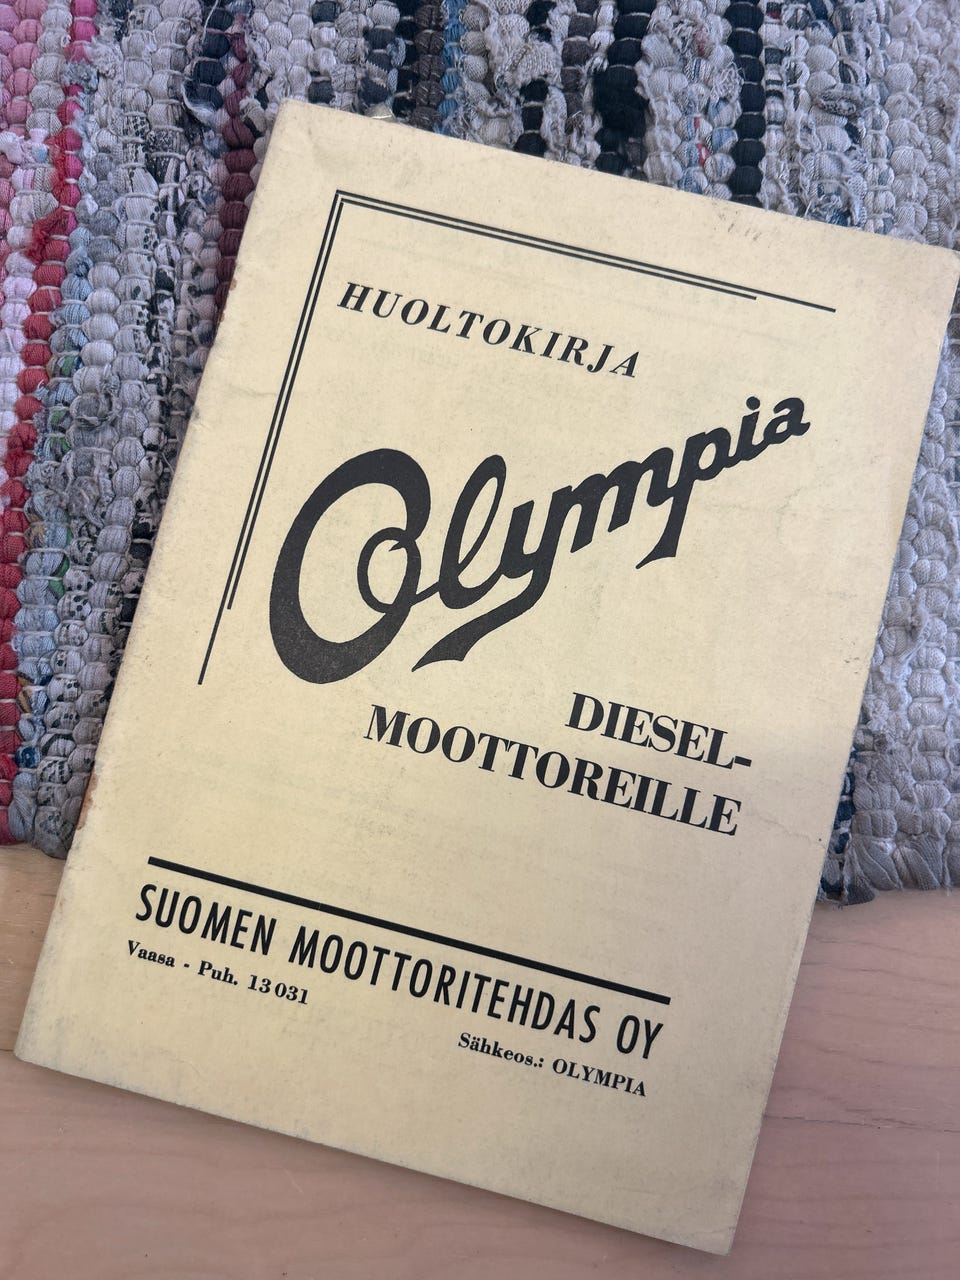 HUOLTOKIRJA
Olympia
DIESEL-
MOOTTOREILLE
SUOMEN MOOTTORITEHDAS OY
Vaasa - Puh. 13 031
Sähkeos.: OLYMPIA